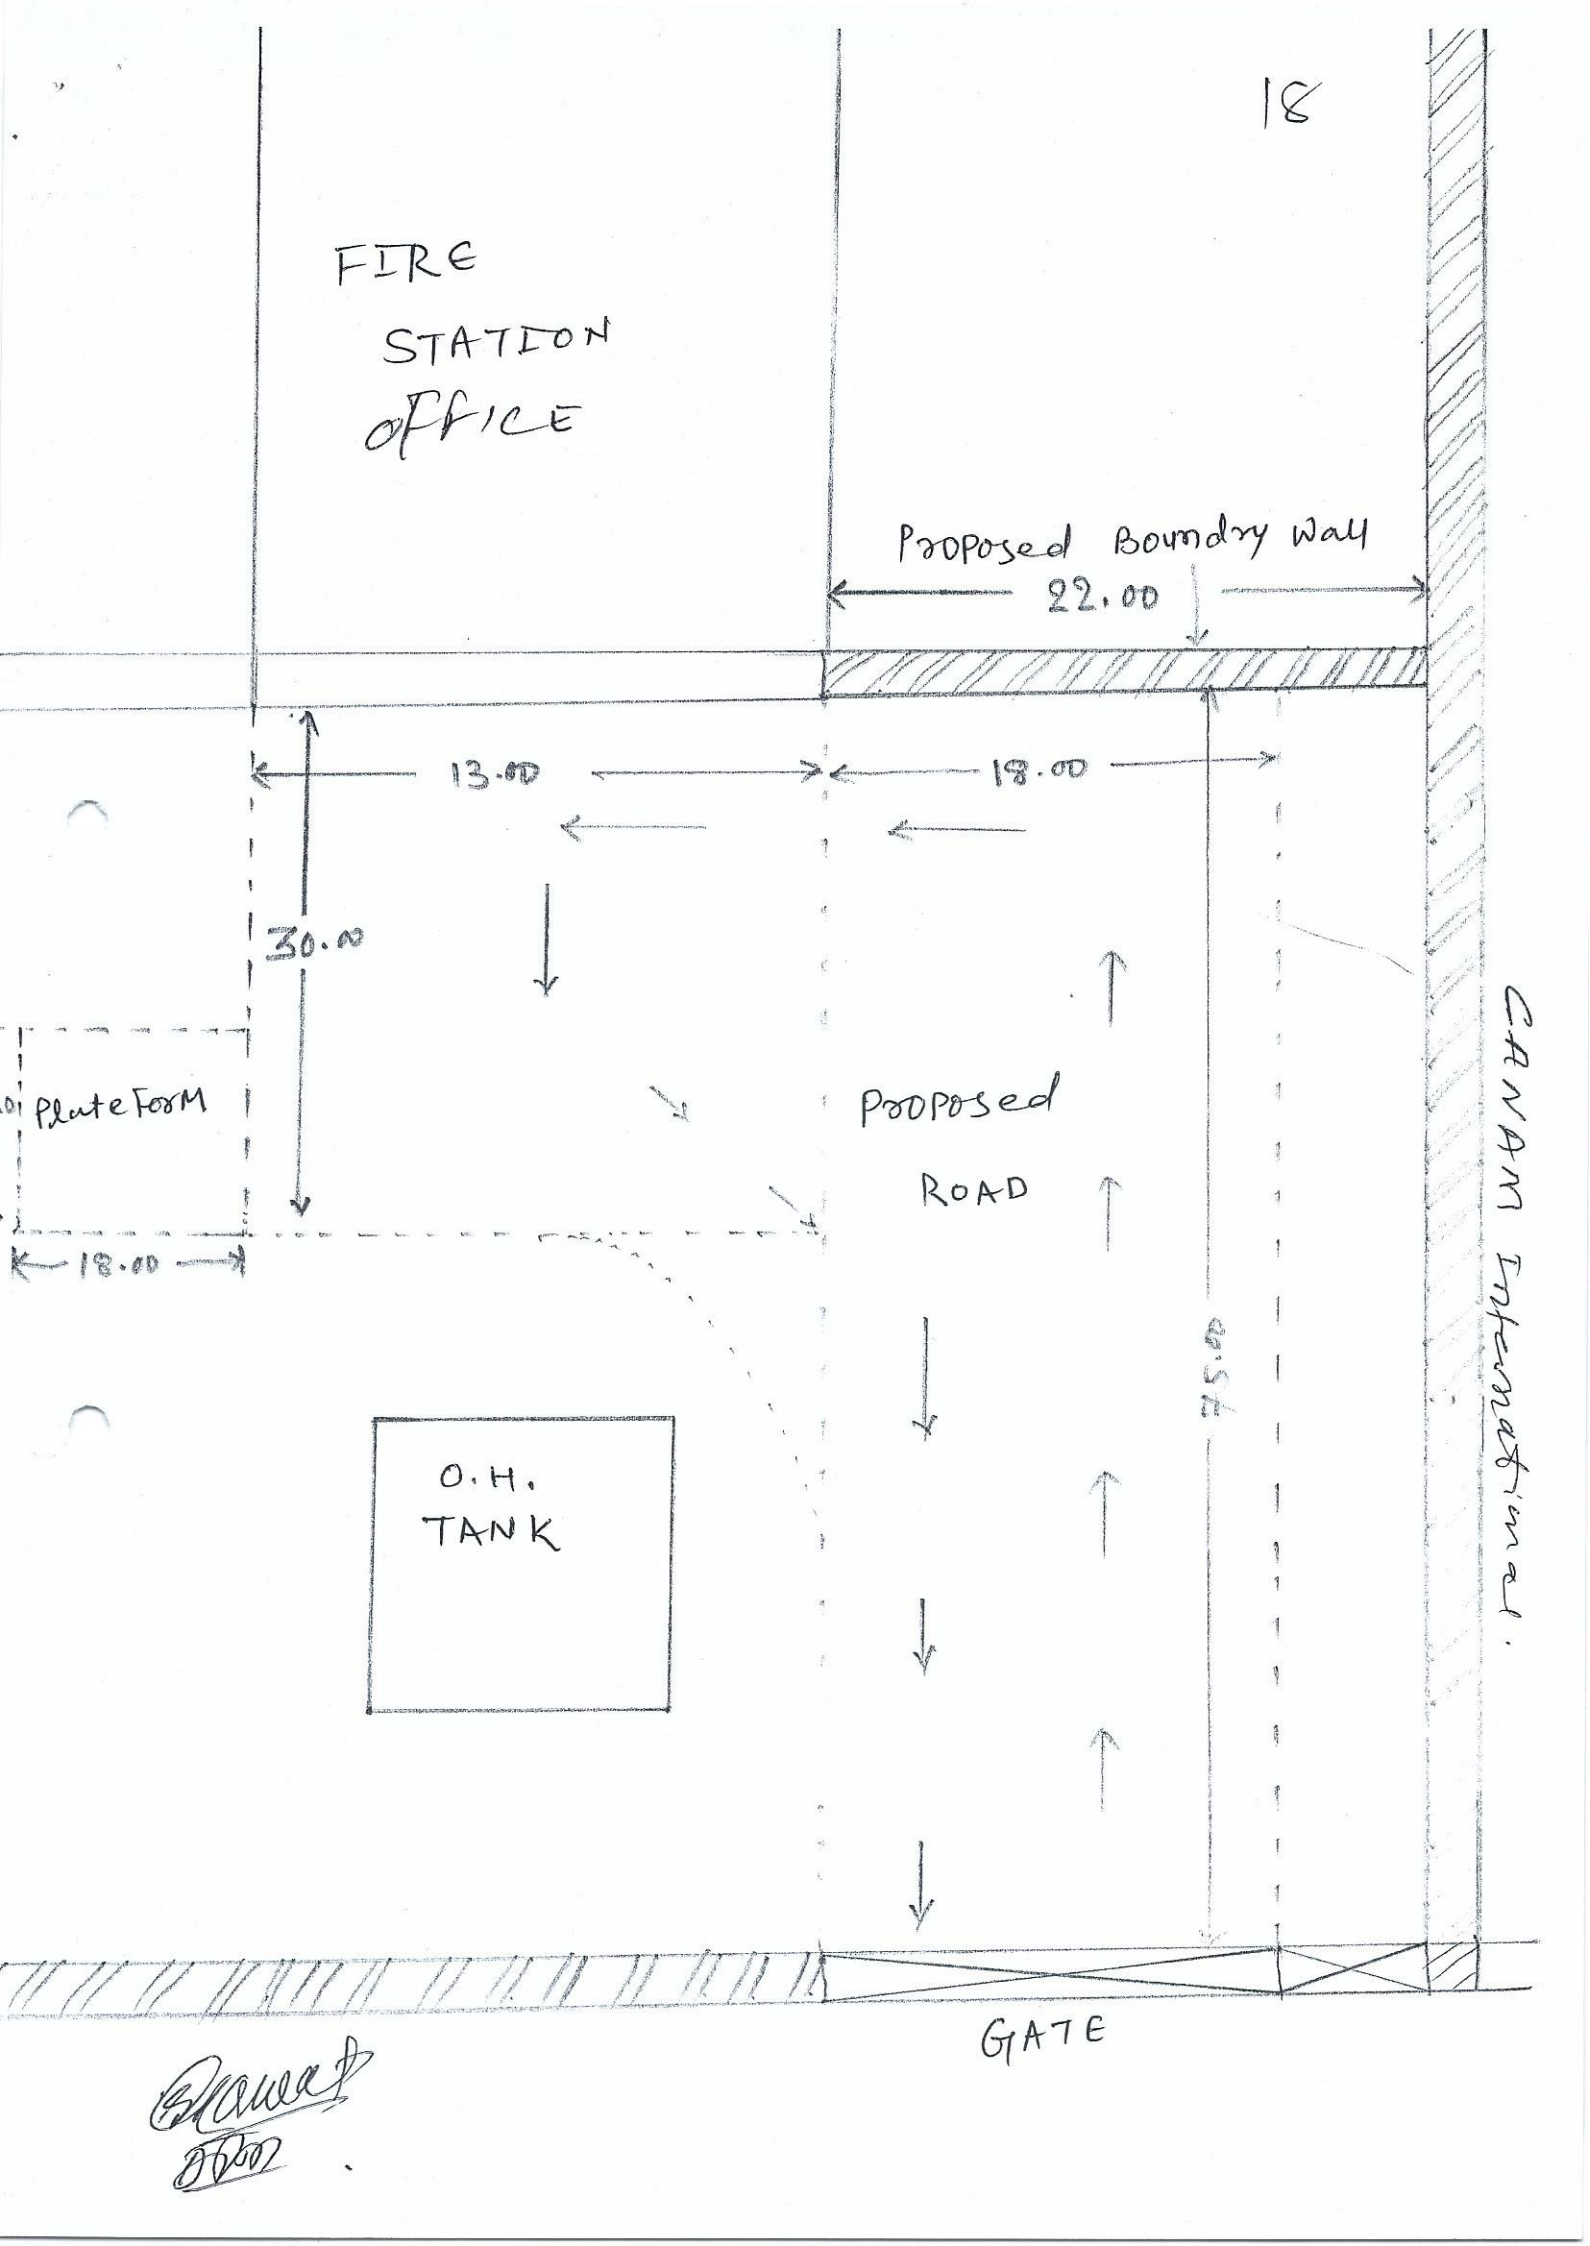 18
FIRE
STATION
OFFICE
Proposed Boundry Wall
22.00
13.00
18.00
30.00
PlateForM
Proposed
ROAD
18.00
75.00
CANAM International.
O.H.
TANK
GATE